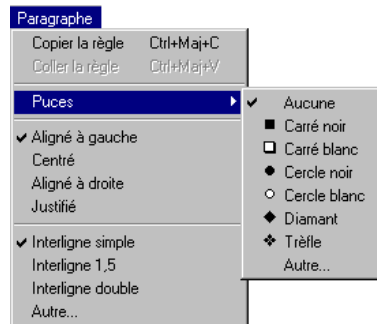 Paragraphe
Copier la règle Ctrl+Maj+C
Coller la règle Ctrl+Maj+V
Puces
Aligné à gauche
Centré
Aligné à droite
Justifié
Interligne simple
Interligne 1,5
Interligne double
Autre...
Aucune
Carré noir
Carré blanc
Cercle noir
Cercle blanc
Diamant
Trèfle
Autre...